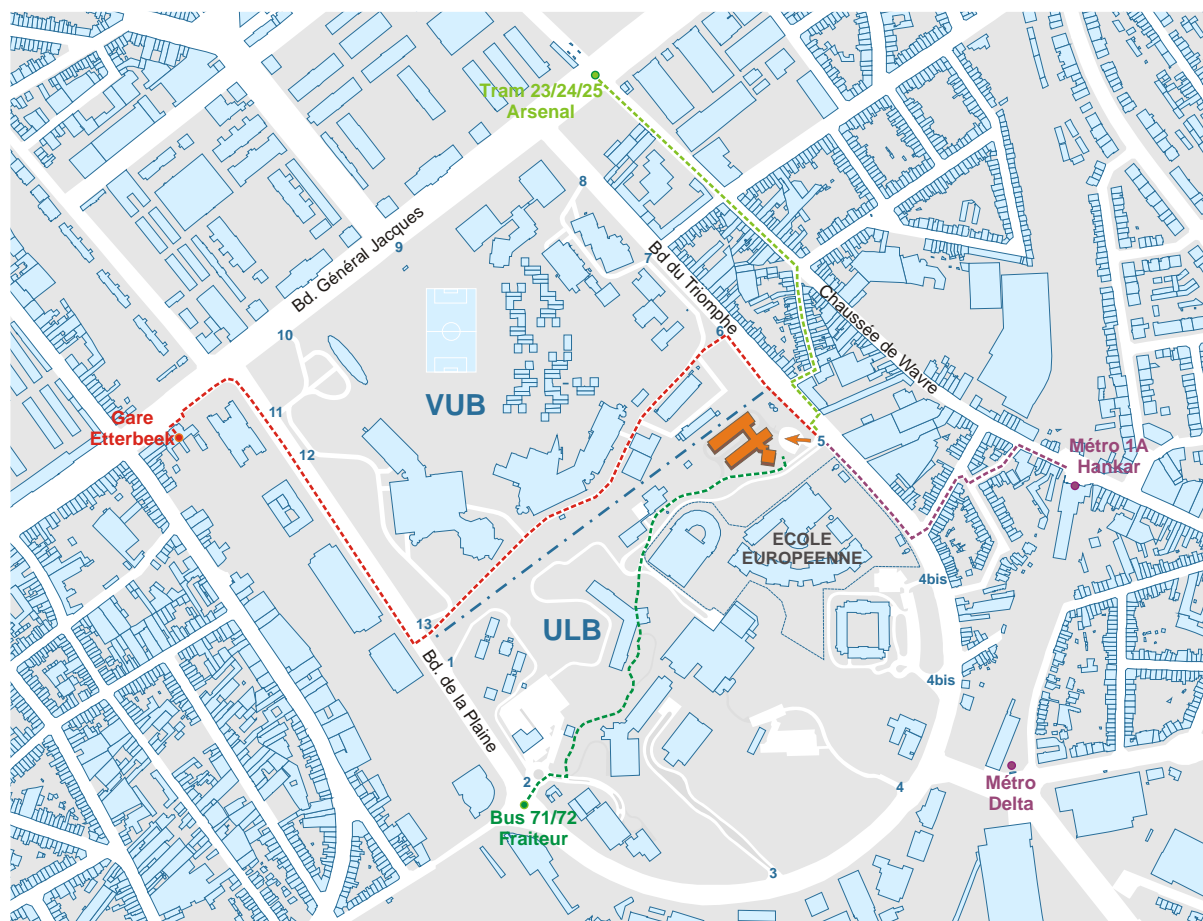 Tram 23/24/25
Arsenal
8
Bd. Général Jacques
9
7
Bd du Triomphe
Chaussée de Wavre
10
6
VUB
11
Gare
Etterbeek
12
5
Métro 1A
Hankar
ECOLE
EUROPEENNE
4bis
13
ULB
1
Bd. de la Plaine
4bis
2
Métro
Delta
4
Bus 71/72
Fraiteur
3